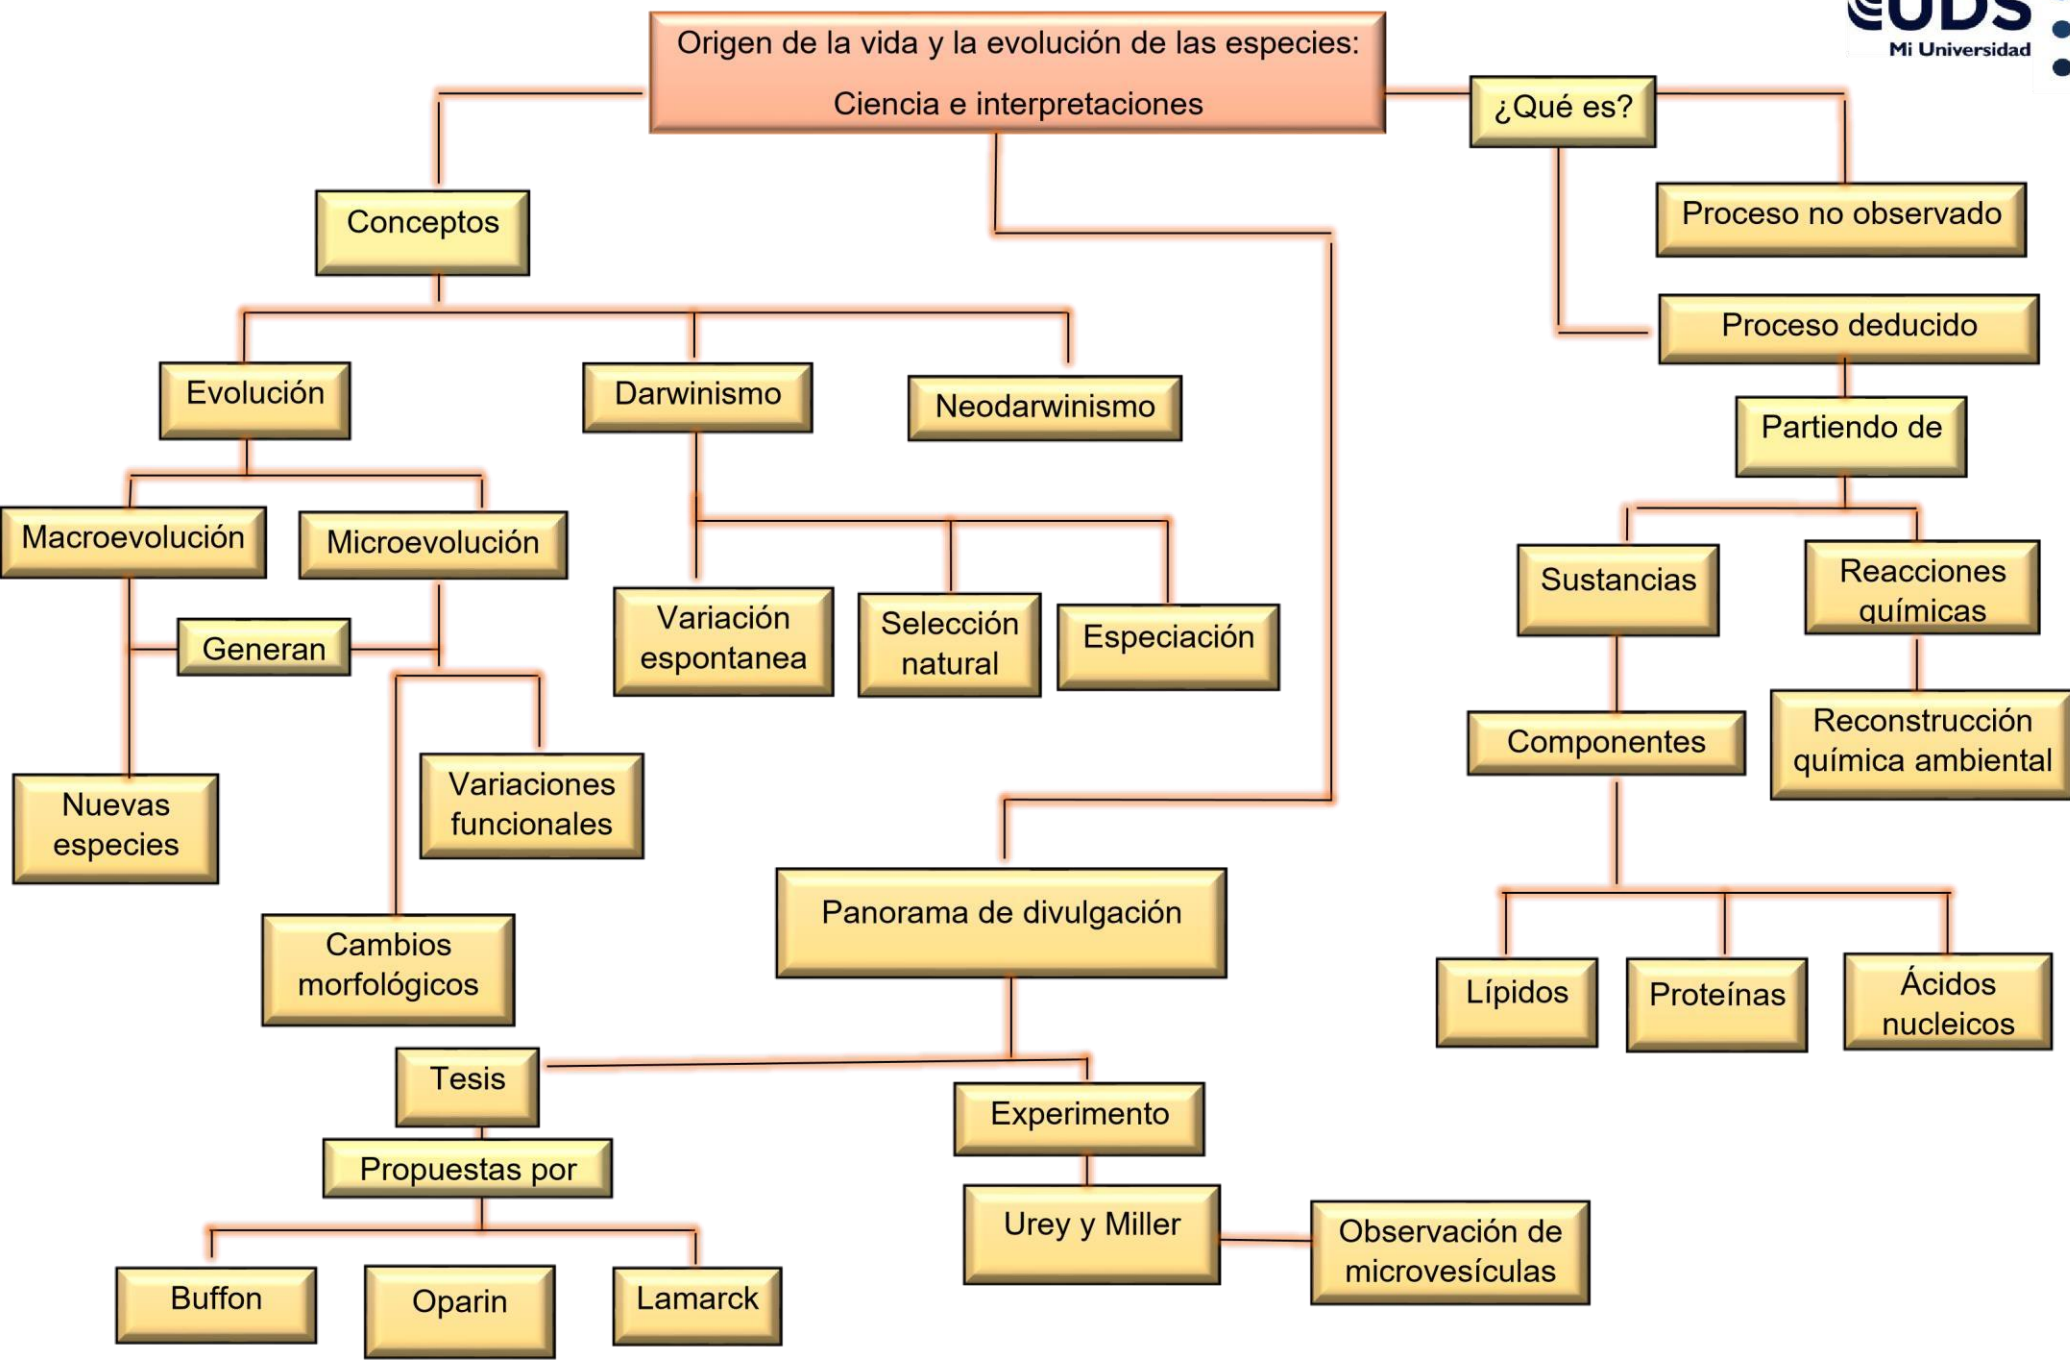 UDS
Mi Universidad
Origen de la vida y la evolución de las especies:
Ciencia e interpretaciones
¿Qué es?
Proceso no observado
Conceptos
Proceso deducido
Partiendo de
Evolución
Darwinismo
Neodarwinismo
Macroevolución
Microevolución
Generan
Variación
espontanea
Selección
natural
Especiación
Sustancias
Reacciones
químicas
Componentes
Reconstrucción
química ambiental
Nuevas
especies
Variaciones
funcionales
Cambios
morfológicos
Panorama de divulgación
Lípidos
Proteínas
Ácidos
nucleicos
Tesis
Propuestas por
Experimento
Urey y Miller
Observación de
microvesículas
Buffon
Oparin
Lamarck